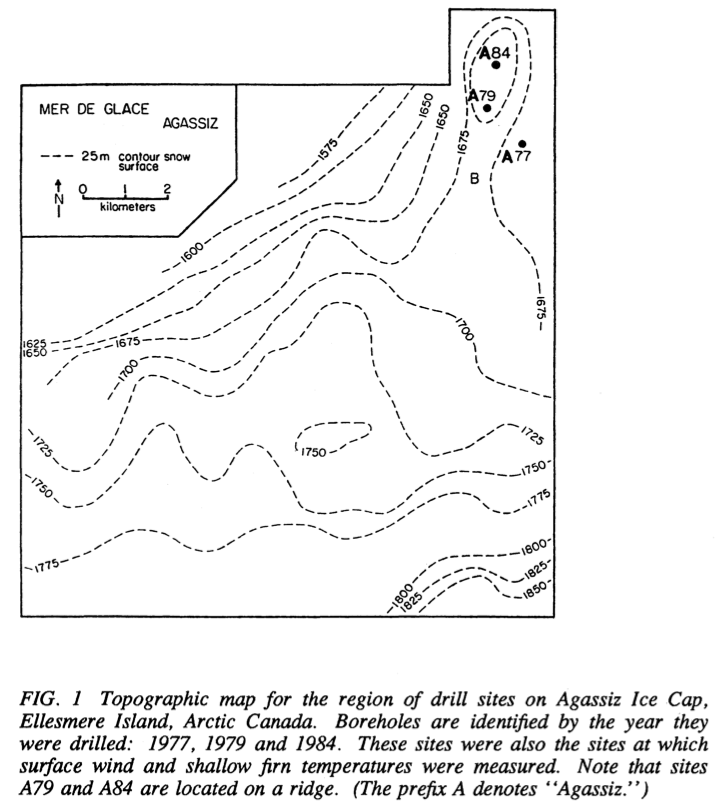 MER DE GLACE
AGASSIZ
--- 25m contour snow
surface
N
0 1 2
kilometers
A84
A79
A77
B
1575
1600
1650
1650
1675
1675
1625
1650
1675
1700
1700
1725
1725
1750
1750
1750
1775
1775
1800
1825
1850
1800
1825
FIG. 1 Topographic map for the region of drill sites on Agassiz Ice Cap,
Ellesmere Island, Arctic Canada. Boreholes are identified by the year they
were drilled: 1977, 1979 and 1984. These sites were also the sites at which
surface wind and shallow firn temperatures were measured. Note that sites
A79 and A84 are located on a ridge. (The prefix A denotes "Agassiz.")